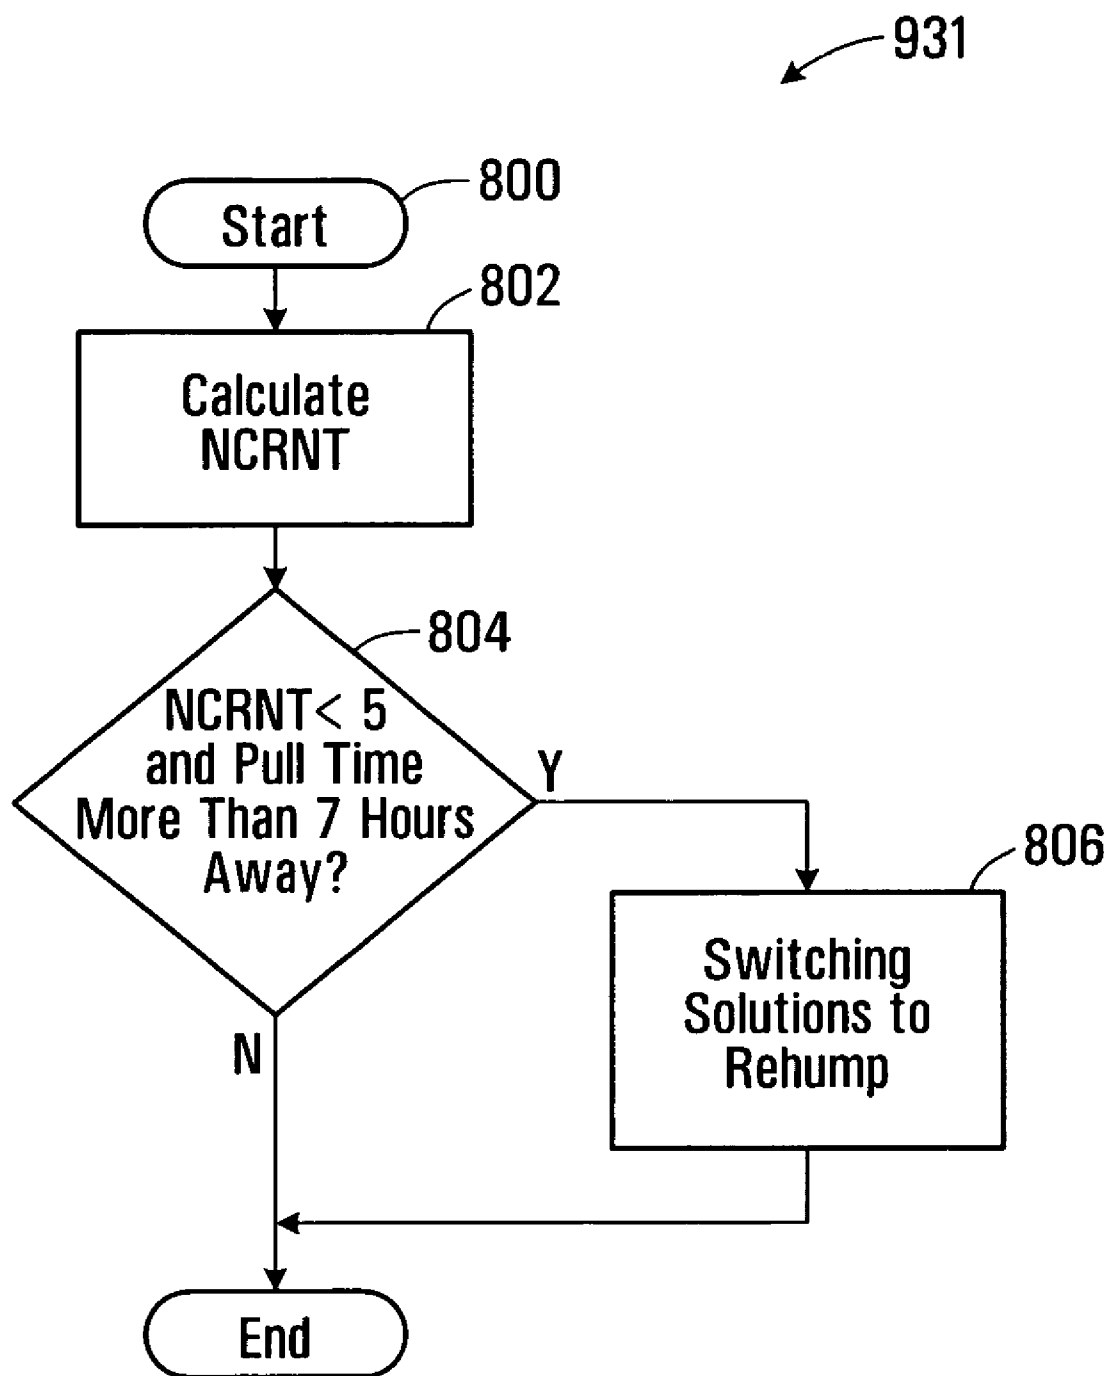 931
800
Start
802
Calculate
NCRNT
804
NCRNT< 5
and Pull Time
More Than 7 Hours
Away?
Y
806
Switching
Solutions to
Rehump
N
End